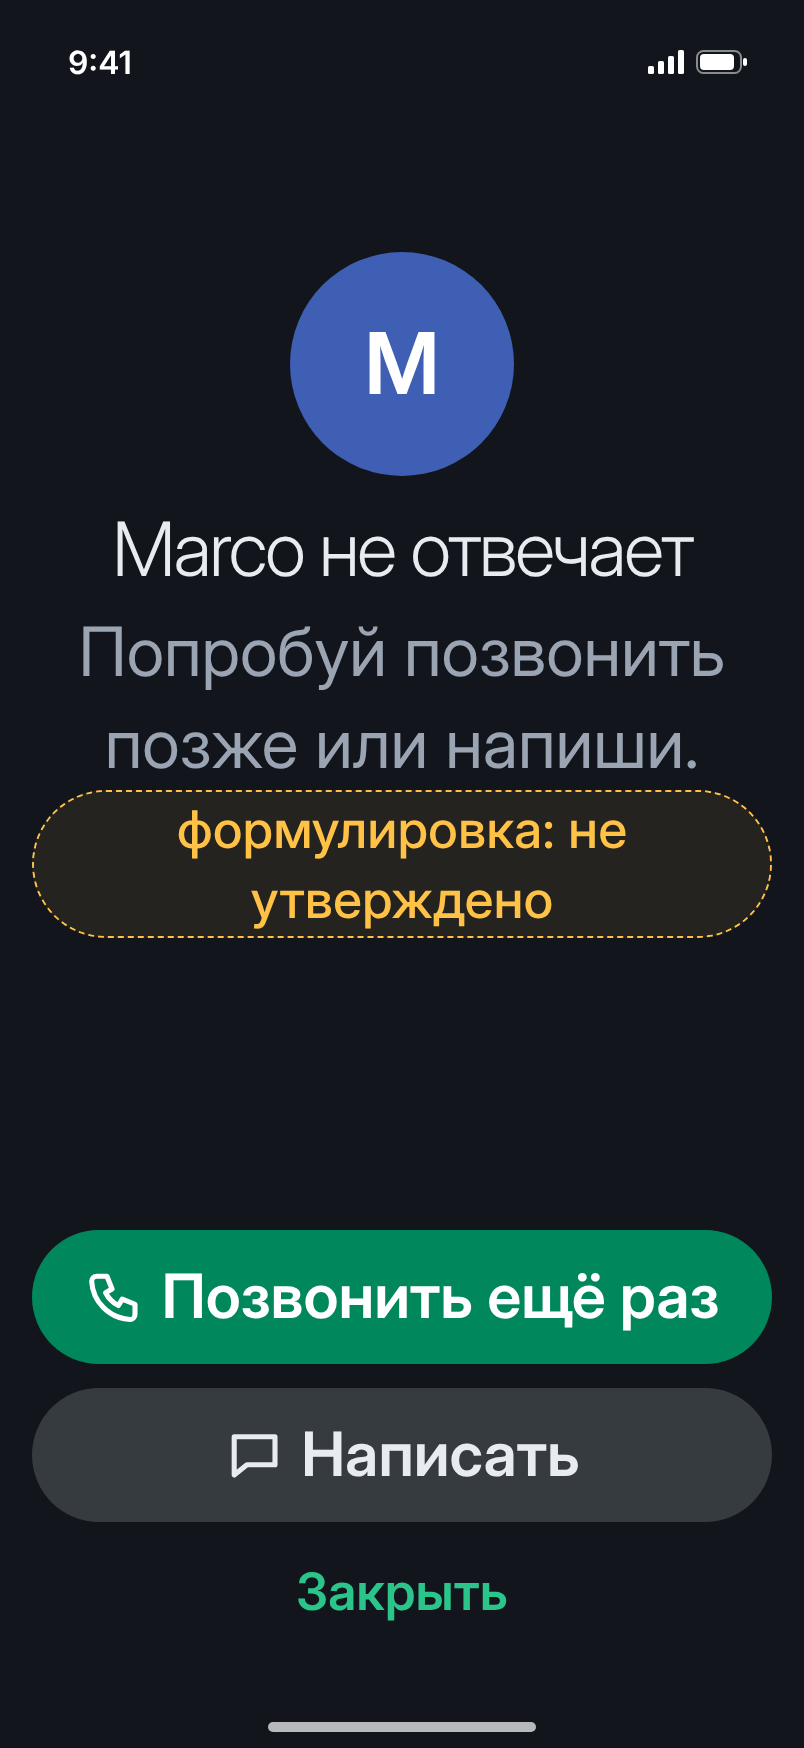 9:41
M
Marco не отвечает
Попробуй позвонить
позже или напиши.
формулировка: не
утверждено
Позвонить ещё раз
Написать
Закрыть